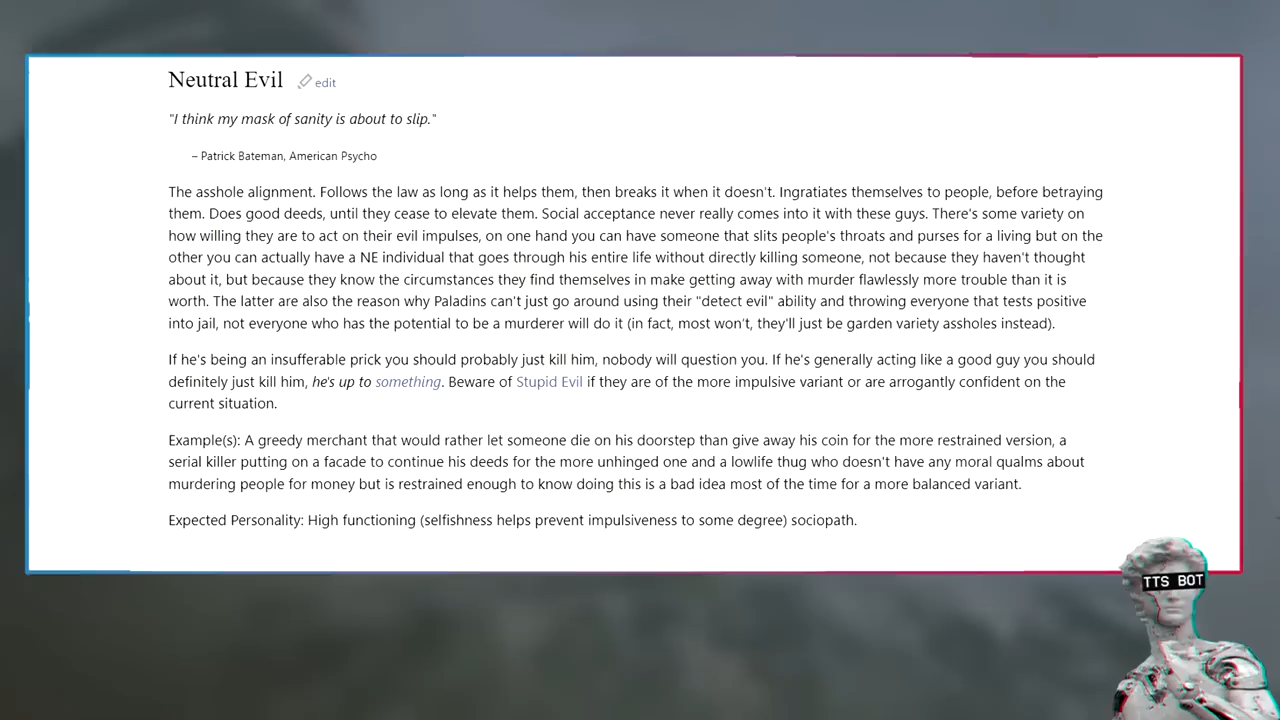 Neutral Evil edit
"I think my mask of sanity is about to slip."
– Patrick Bateman, American Psycho
The asshole alignment. Follows the law as long as it helps them, then breaks it when it doesn't. Ingratiates themselves to people, before betraying
them. Does good deeds, until they cease to elevate them. Social acceptance never really comes into it with these guys. There's some variety on
how willing they are to act on their evil impulses, on one hand you can have someone that slits people's throats and purses for a living but on the
other you can actually have a NE individual that goes through his entire life without directly killing someone, not because they haven't thought
about it, but because they know the circumstances they find themselves in make getting away with murder flawlessly more trouble than it is
worth. The latter are also the reason why Paladins can't just go around using their "detect evil" ability and throwing everyone that tests positive
into jail, not everyone who has the potential to be a murderer will do it (in fact, most won't, they'll just be garden variety assholes instead).
If he's being an insufferable prick you should probably just kill him, nobody will question you. If he's generally acting like a good guy you should
definitely just kill him, he's up to something. Beware of Stupid Evil if they are of the more impulsive variant or are arrogantly confident on the
current situation.
Example(s): A greedy merchant that would rather let someone die on his doorstep than give away his coin for the more restrained version, a
serial killer putting on a facade to continue his deeds for the more unhinged one and a lowlife thug who doesn't have any moral qualms about
murdering people for money but is restrained enough to know doing this is a bad idea most of the time for a more balanced variant.
Expected Personality: High functioning (selfishness helps prevent impulsiveness to some degree) sociopath.
TTS BOT